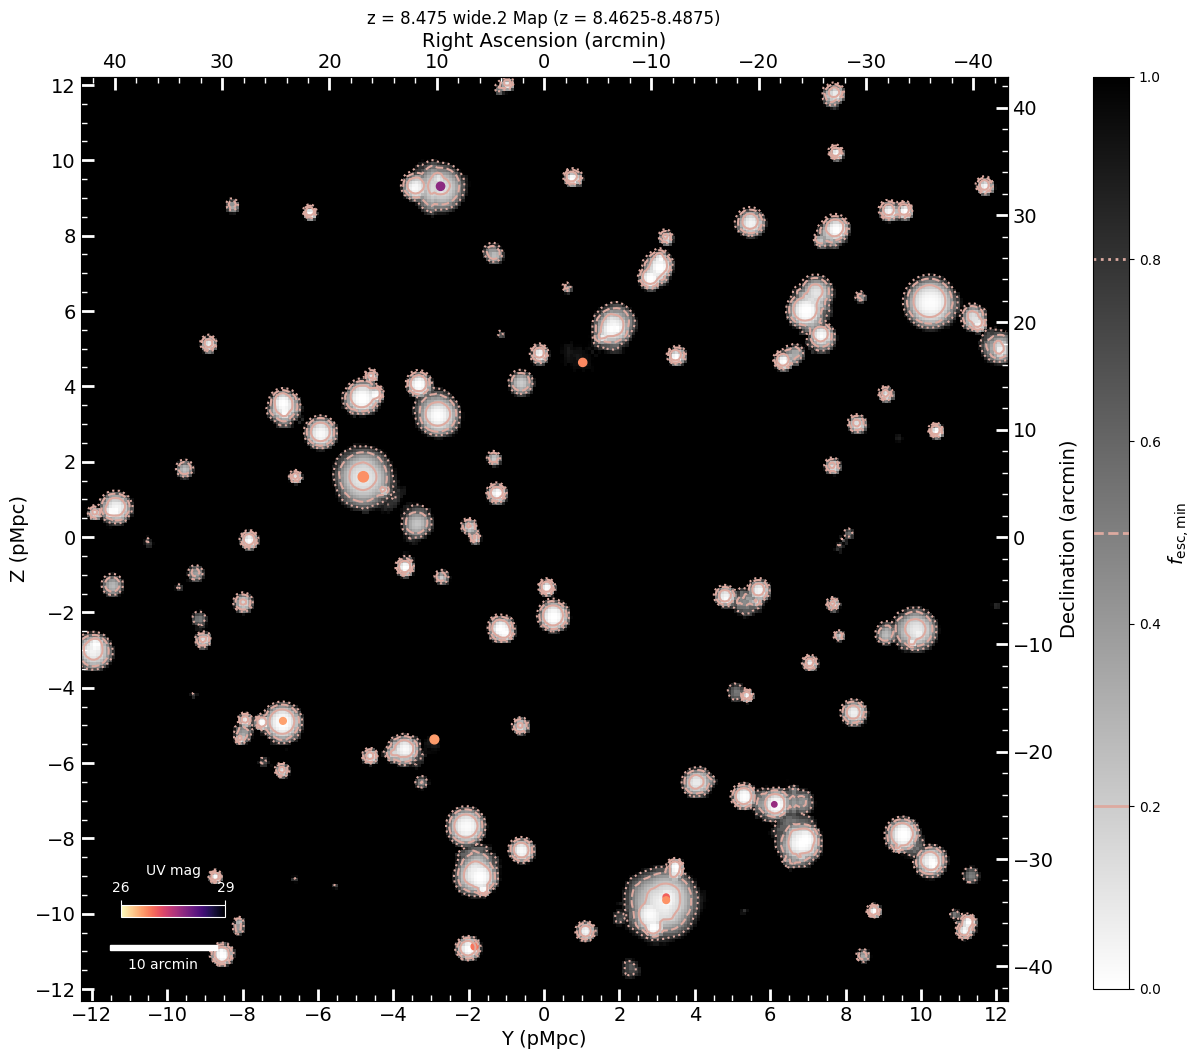 z = 8.475 wide.2 Map (z = 8.4625-8.4875)
Right Ascension (arcmin)
40 30 20 10 0 −10 −20 −30 −40
12 10 8 6 4 2 0 −2 −4 −6 −8 −10 −12
Z (pMpc)
UV mag
26 29
10 arcmin
−12 −10 −8 −6 −4 −2 0 2 4 6 8 10 12
Y (pMpc)
40 30 20 10 0 −10 −20 −30 −40
Declination (arcmin)
1.0 0.8 0.6 0.4 0.2 0.0
fesc,min